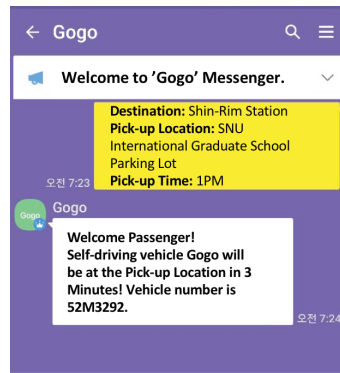 Gogo
Welcome to 'Gogo' Messenger.
Destination: Shin-Rim Station
Pick-up Location: SNU
International Graduate School
Parking Lot
Pick-up Time: 1PM
오전 7:23
Gogo
Gogo
Welcome Passenger!
Self-driving vehicle Gogo will
be at the Pick-up Location in 3
Minutes! Vehicle number is
52M3292.
오전 7:24